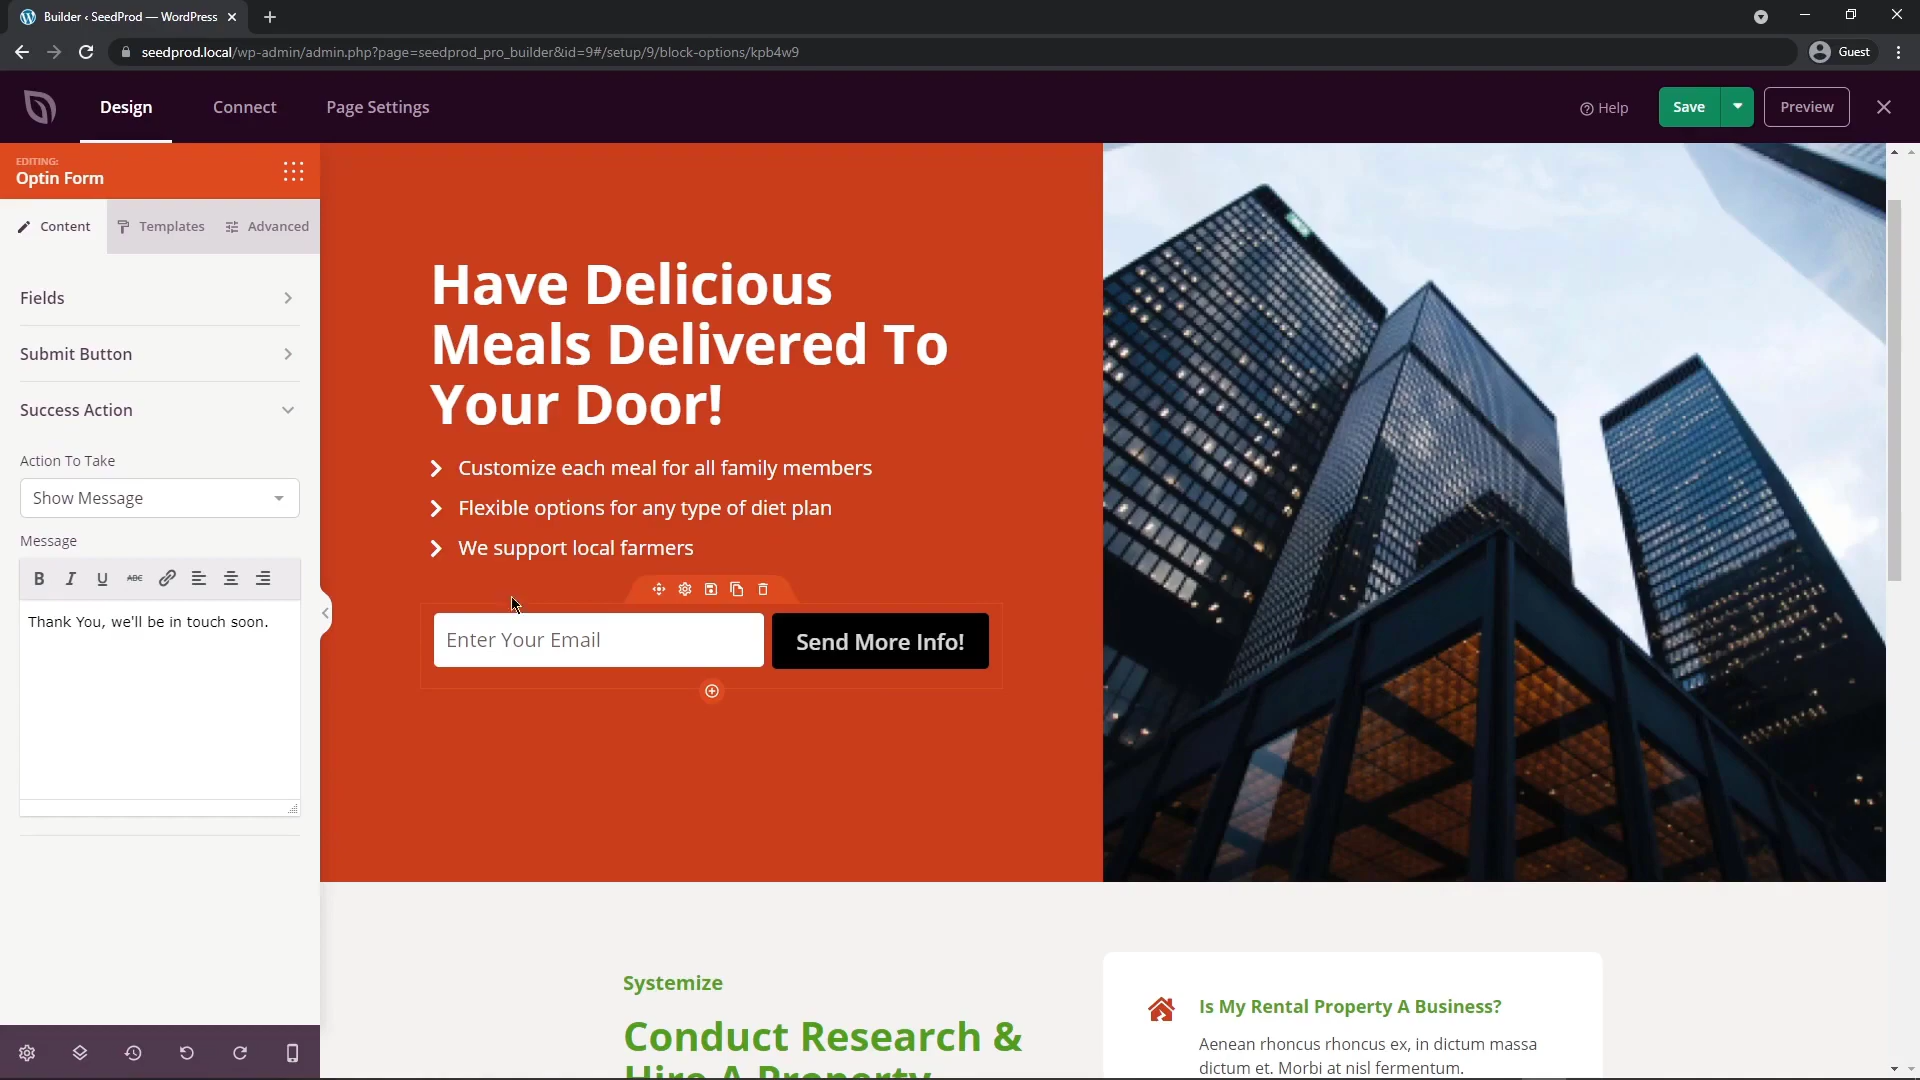 Builder ‹ SeedProd — WordPress
seedprod.local/wp-admin/admin.php?page=seedprod_pro_builder&id=9#/setup/9/block-options/kpb4w9
Guest
Design
Connect
Page Settings
Help
Save
Preview
EDITING:
Optin Form
Content
Templates
Advanced
Fields
Submit Button
Success Action
Action To Take
Show Message
Message
B I U ABC
Thank You, we'll be in touch soon.
Have Delicious
Meals Delivered To
Your Door!
Customize each meal for all family members
Flexible options for any type of diet plan
We support local farmers
Enter Your Email
Send More Info!
Systemize
Conduct Research &
Hire A Property
Is My Rental Property A Business?
Aenean rhoncus rhoncus ex, in dictum massa
dictum et. Morbi at nisl fermentum.